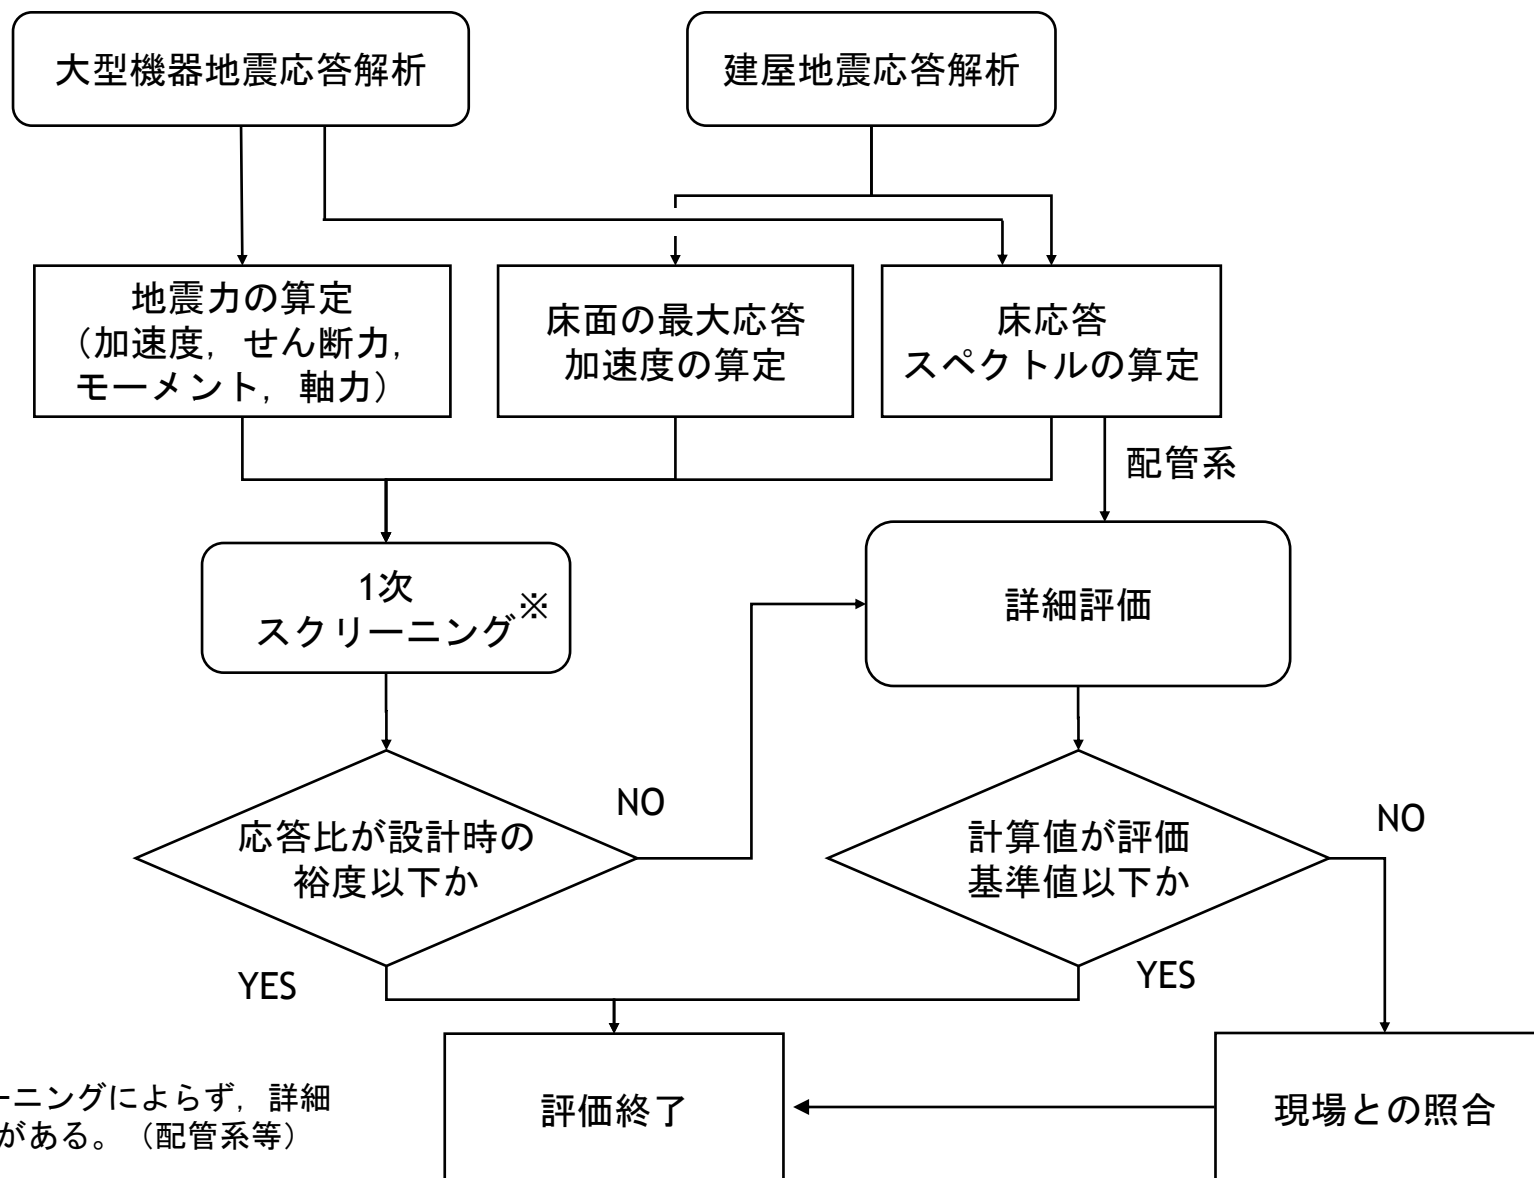 大型機器地震応答解析
建屋地震応答解析
地震力の算定
（加速度，せん断力，
モーメント，軸力）
床面の最大応答
加速度の算定
床応答
スペクトルの算定
配管系
1次
スクリーニング※
詳細評価
応答比が設計時の
裕度以下か
NO
計算値が評価
基準値以下か
NO
YES
YES
ーニングによらず，詳細
がある。（配管系等）
評価終了
現場との照合